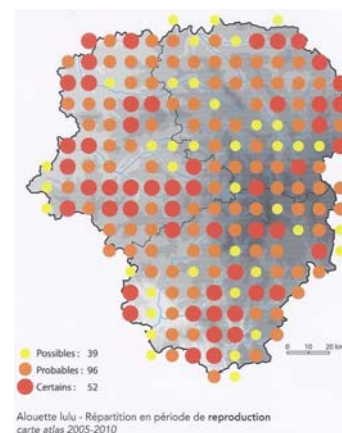 0 10 20 km
Possibles : 39
Probables : 96
Certains : 52
Alouette lulu - Répartition en période de reproduction
carte atlas 2005-2010